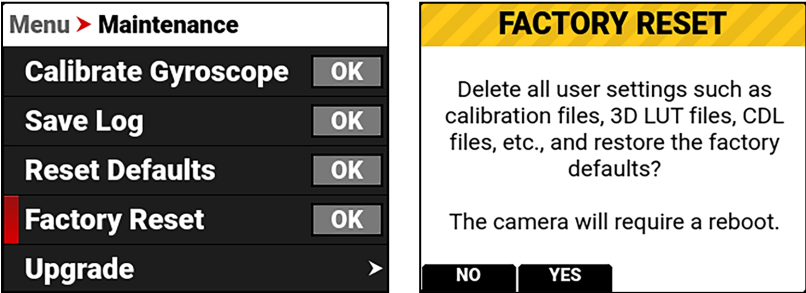 Menu ➤ Maintenance
Calibrate Gyroscope OK
Save Log OK
Reset Defaults OK
Factory Reset OK
Upgrade ➤
FACTORY RESET
Delete all user settings such as
calibration files, 3D LUT files, CDL
files, etc., and restore the factory
defaults?
The camera will require a reboot.
NO YES